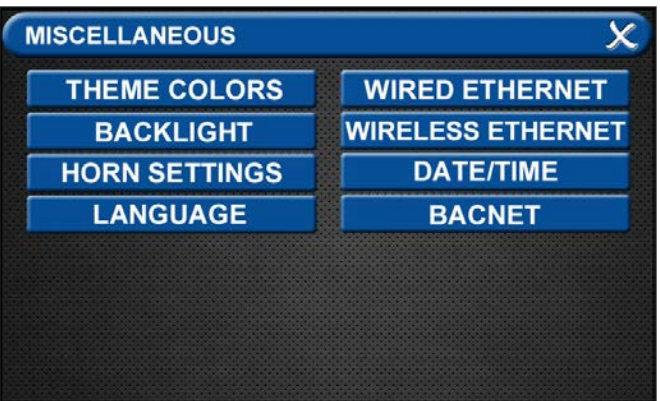 MISCELLANEOUS
THEME COLORS
WIRED ETHERNET
BACKLIGHT
WIRELESS ETHERNET
HORN SETTINGS
DATE/TIME
LANGUAGE
BACNET